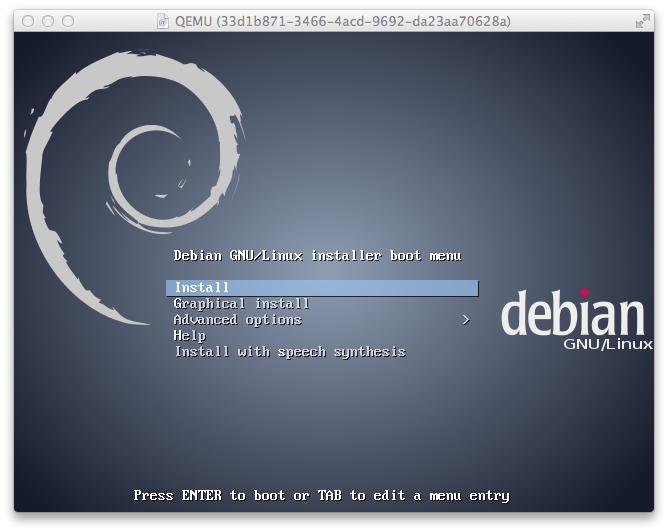 QEMU (33d1b871-3466-4acd-9692-da23aa70628a)
Debian GNU/Linux installer boot menu
Install
Graphical install
Advanced options >
Help
Install with speech synthesis
debian
GNU/Linux
Press ENTER to boot or TAB to edit a menu entry